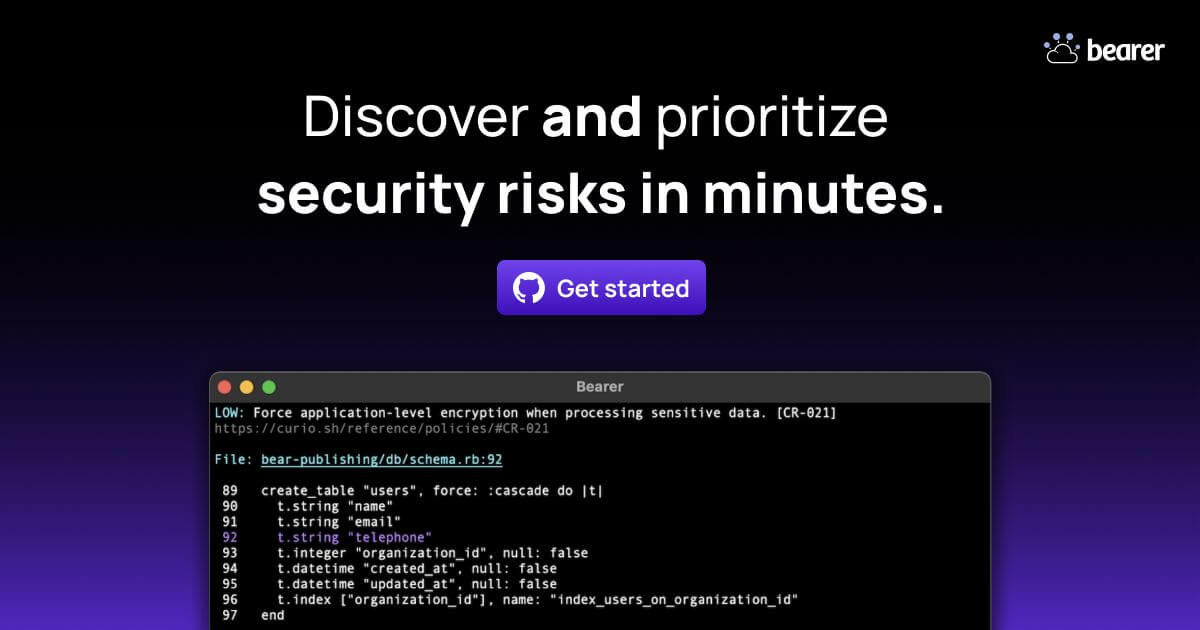 bearer
Discover and prioritize
security risks in minutes.
Get started
Bearer
LOW: Force application-level encryption when processing sensitive data. [CR-021]
https://curio.sh/reference/policies/#CR-021
File: bear-publishing/db/schema.rb:92
89 create_table "users", force: :cascade do |t|
90 t.string "name"
91 t.string "email"
92 t.string "telephone"
93 t.integer "organization_id", null: false
94 t.datetime "created_at", null: false
95 t.datetime "updated_at", null: false
96 t.index ["organization_id"], name: "index_users_on_organization_id"
97 end